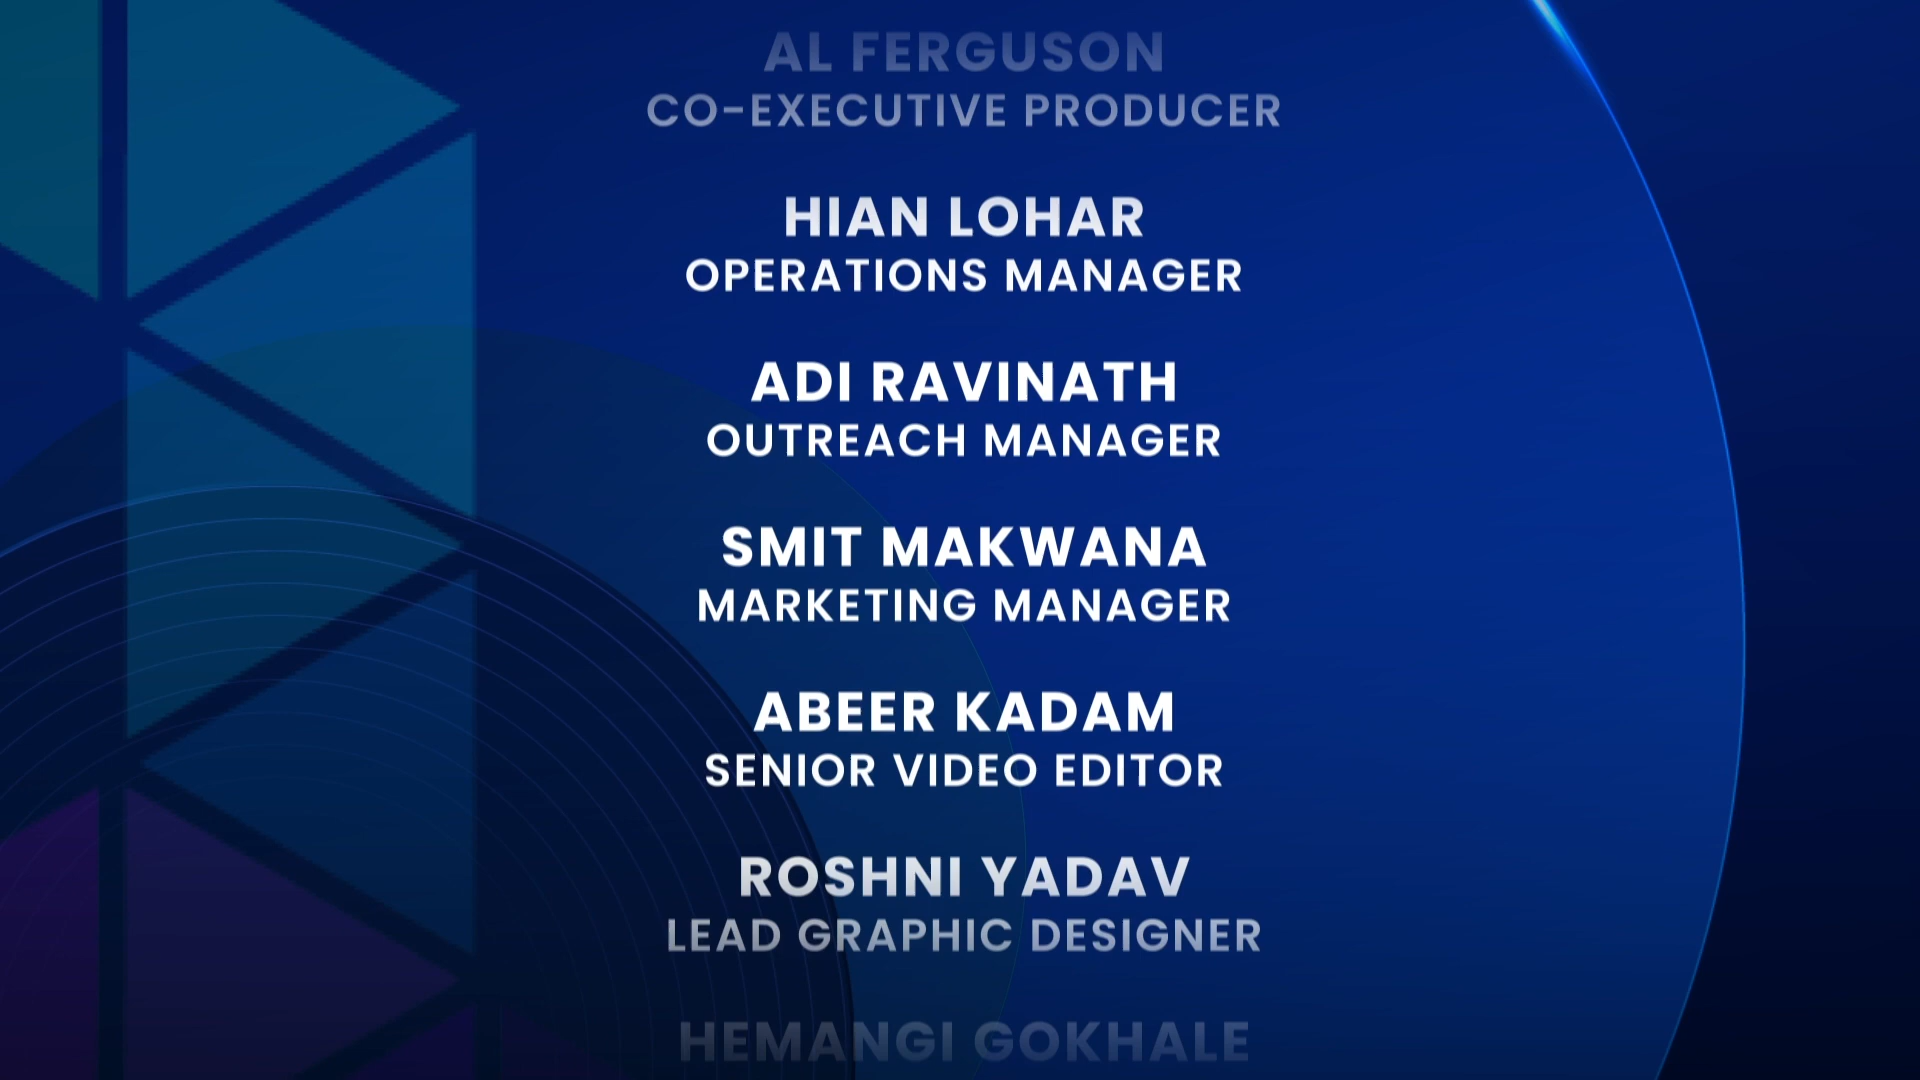 AL FERGUSON
CO-EXECUTIVE PRODUCER
HIAN LOHAR
OPERATIONS MANAGER
ADI RAVINATH
OUTREACH MANAGER
SMIT MAKWANA
MARKETING MANAGER
ABEER KADAM
SENIOR VIDEO EDITOR
ROSHNI YADAV
LEAD GRAPHIC DESIGNER
HEMANGI GOKHALE